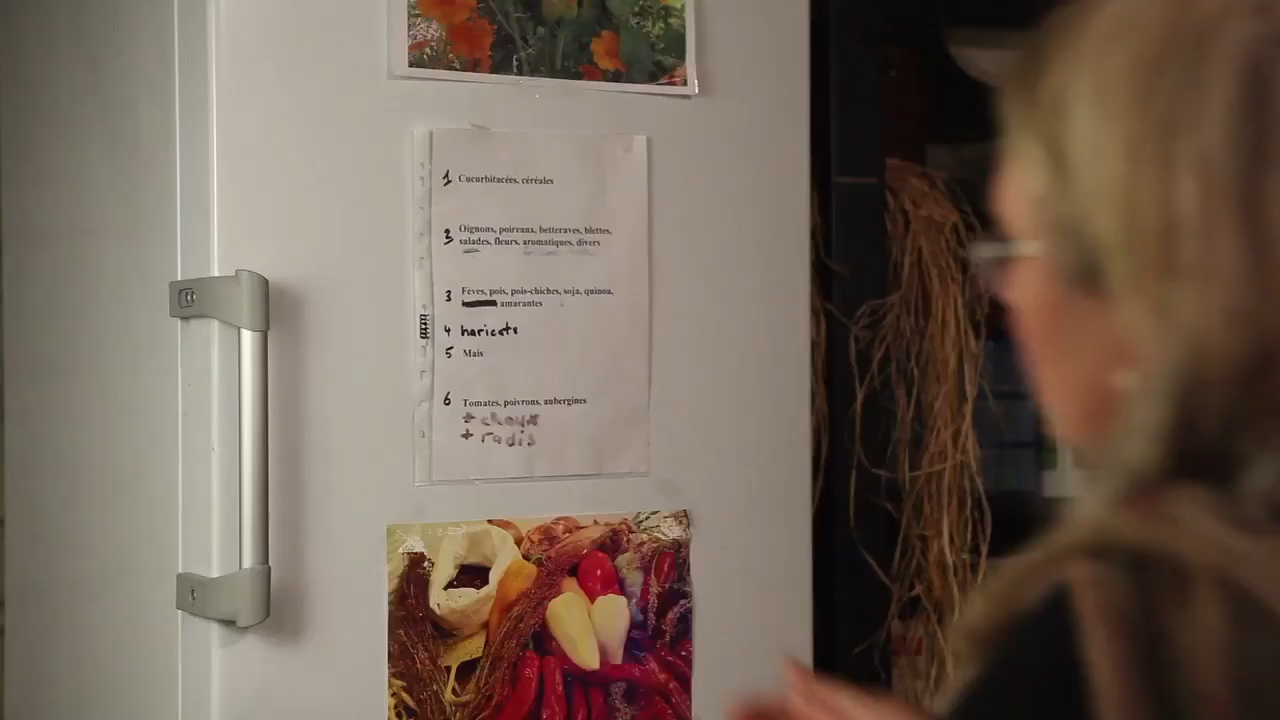 1 Cucurbitacées, céréales
2 Oignons, poireaux, betteraves, blettes,
salades, fleurs, aromatiques, divers
3 Fèves, pois, pois-chiches, soja, quinoa,
amarantes
4 haricots
5 Mais
6 Tomates, poivrons, aubergines
+ choux
+ radis